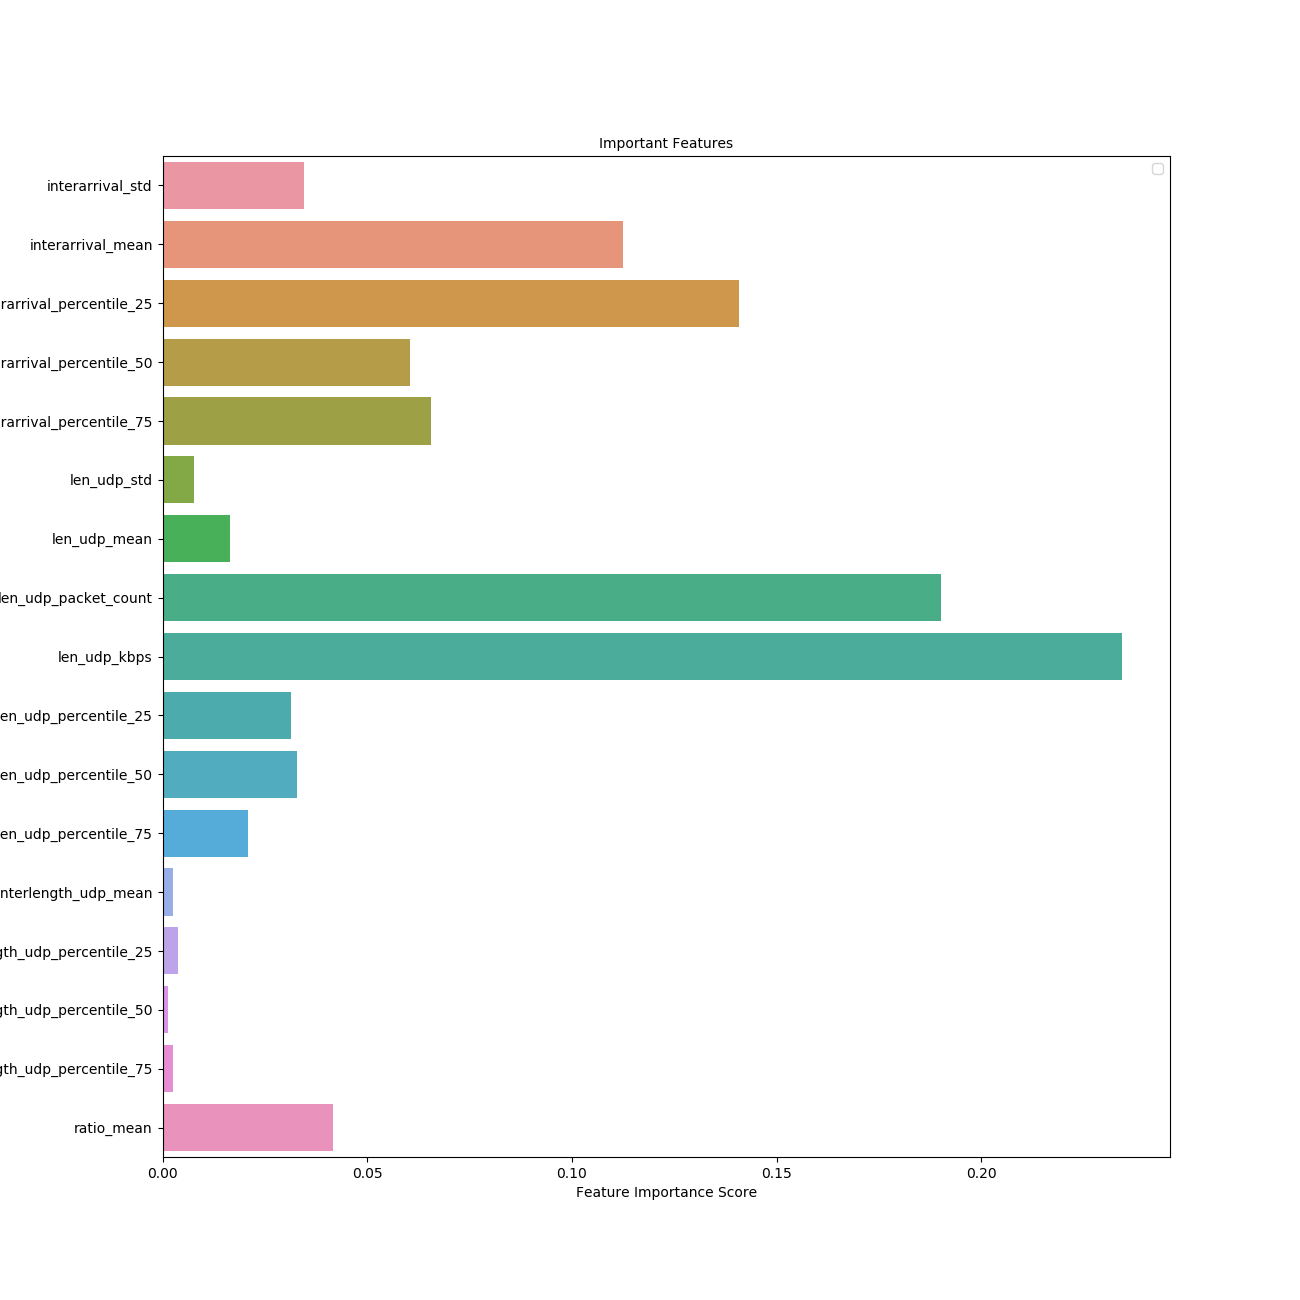 Important Features
interarrival_std
interarrival_mean
rarrival_percentile_25
rarrival_percentile_50
rarrival_percentile_75
len_udp_std
len_udp_mean
len_udp_packet_count
len_udp_kbps
en_udp_percentile_25
en_udp_percentile_50
en_udp_percentile_75
nterlength_udp_mean
gth_udp_percentile_25
gth_udp_percentile_50
gth_udp_percentile_75
ratio_mean
0.00 0.05 0.10 0.15 0.20
Feature Importance Score